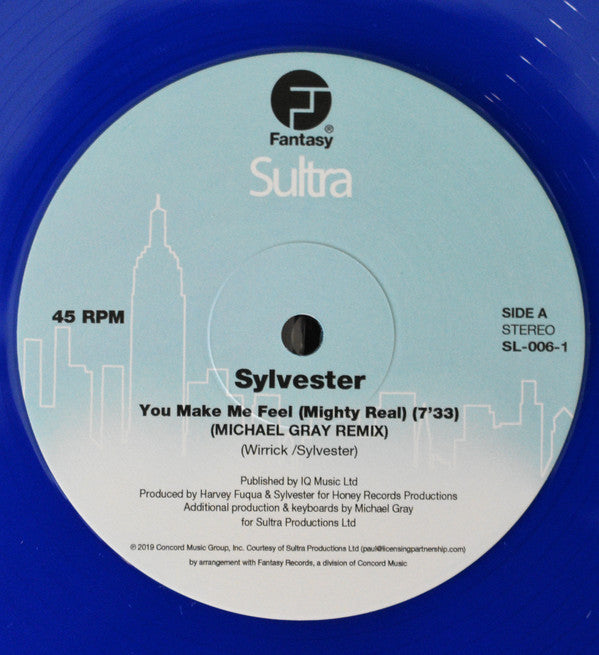 Fantasy®
Sultra
45 RPM
SIDE A
STEREO
SL-006-1
Sylvester
You Make Me Feel (Mighty Real) (7'33)
(MICHAEL GRAY REMIX)
(Wirrick /Sylvester)
Published by IQ Music Ltd
Produced by Harvey Fuqua & Sylvester for Honey Records Productions
Additional production & keyboards by Michael Gray
for Sultra Productions Ltd
℗ 2019 Concord Music Group, Inc. Courtesy of Sultra Productions Ltd (paul@licensingpartnership.com)
by arrangement with Fantasy Records, a division of Concord Music